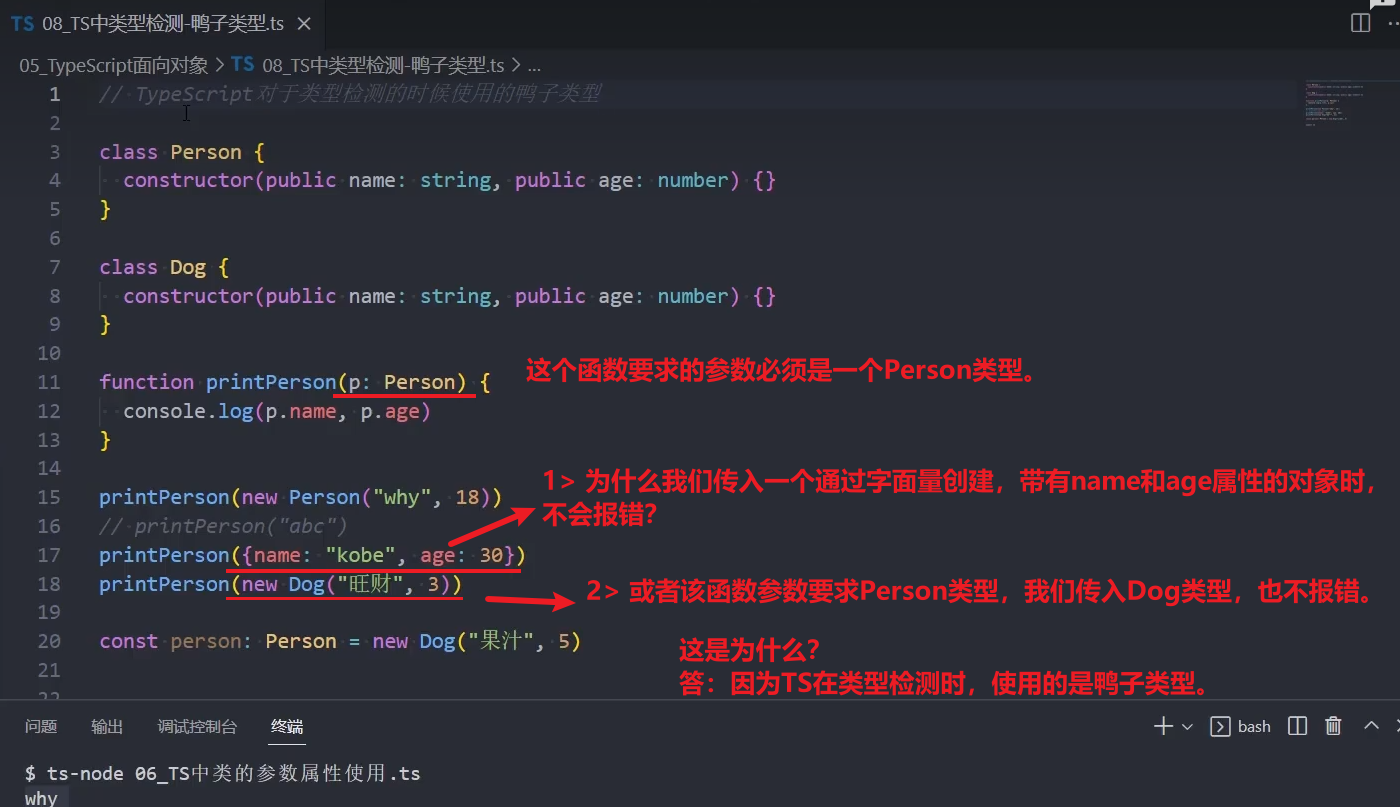 TS 08_TS中类型检测-鸭子类型.ts
05_TypeScript面向对象 > TS 08_TS中类型检测-鸭子类型.ts > ...
1 // TypeScript对于类型检测的时候使用的鸭子类型
2
3 class Person {
4 constructor(public name: string, public age: number) {}
5 }
6
7 class Dog {
8 constructor(public name: string, public age: number) {}
9 }
10
这个函数要求的参数必须是一个Person类型。
11 function printPerson(p: Person) {
12 console.log(p.name, p.age)
13 }
14
1> 为什么我们传入一个通过字面量创建，带有name和age属性的对象时，
不会报错？
15 printPerson(new Person("why", 18))
16 // printPerson("abc")
17 printPerson({name: "kobe", age: 30})
18 printPerson(new Dog("旺财", 3))
2> 或者该函数参数要求Person类型，我们传入Dog类型，也不报错。
19
20 const person: Person = new Dog("果汁", 5)
这是为什么？
答：因为TS在类型检测时，使用的是鸭子类型。
21
22
问题 输出 调试控制台 终端 bash
$ ts-node 06_TS中类的参数属性使用.ts
why